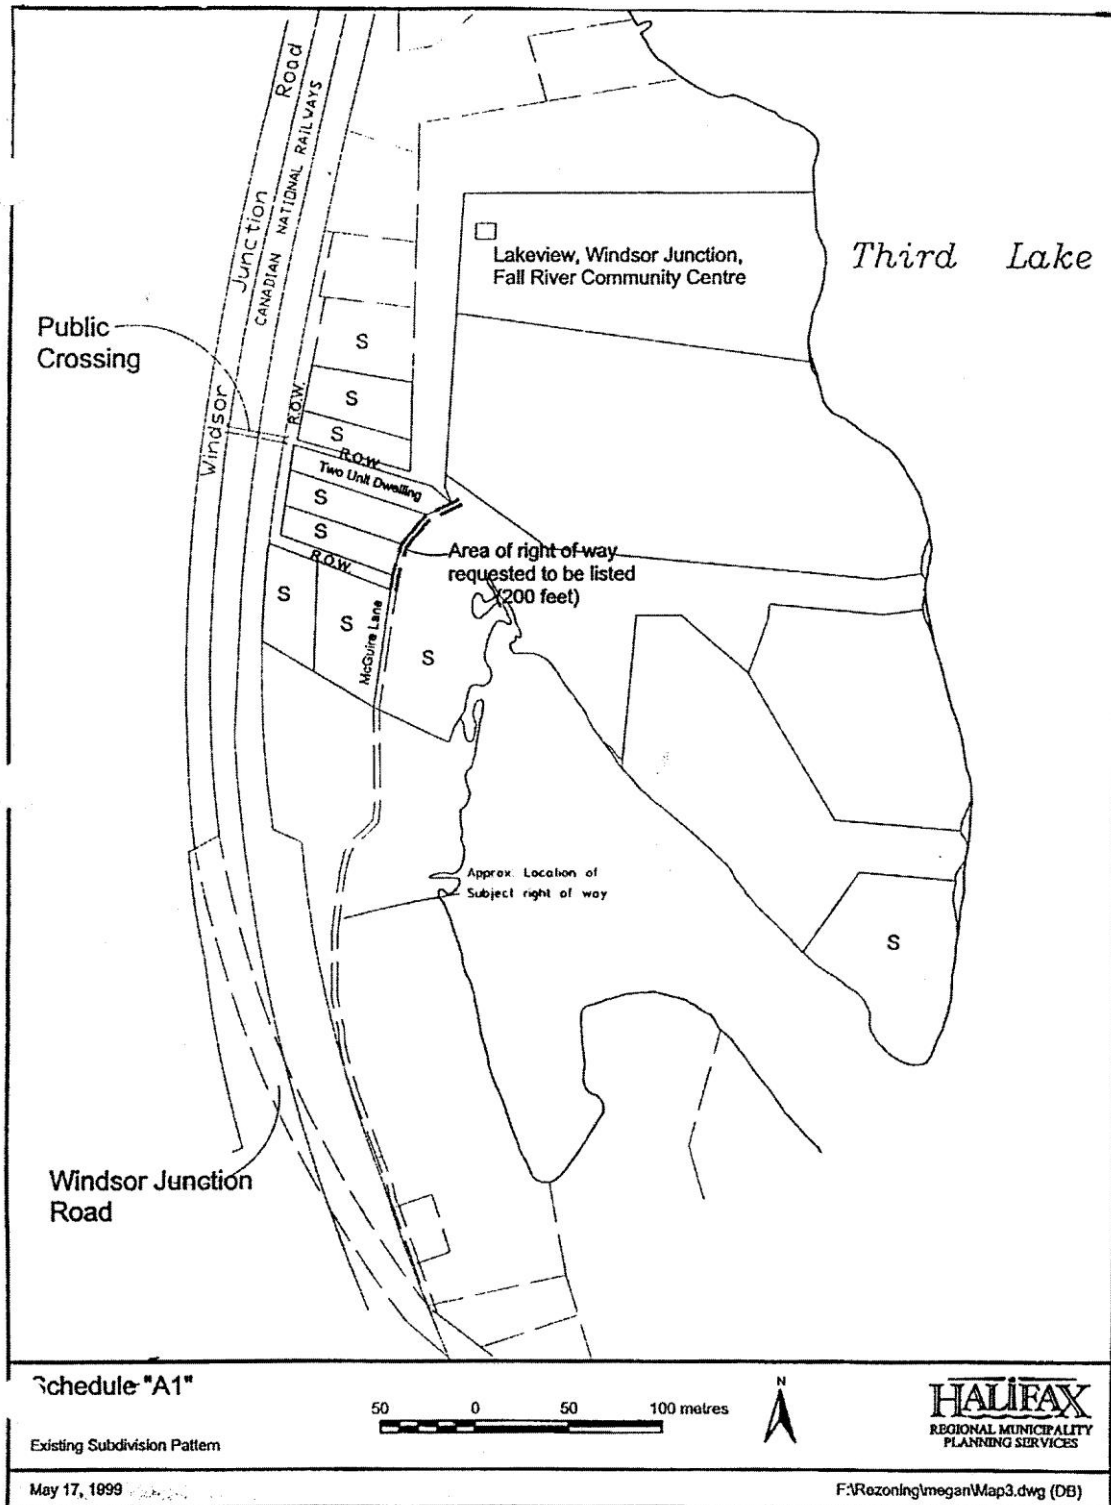 Road
Junction
Windsor
CANADIAN NATIONAL RAILWAYS
Lakeview, Windsor Junction,
Fall River Community Centre
Third Lake
Public
Crossing
R.O.W.
S
S
S
R.O.W.
Two Unit Dwelling
S
S
R.O.W.
Area of right of way
requested to be listed
(200 feet)
S
S
McGuire Lane
S
Approx. Location of
Subject right of way
S
Windsor Junction
Road
Schedule "A1"
Existing Subdivision Pattern
50 0 50 100 metres
N
HALIFAX
REGIONAL MUNICIPALITY
PLANNING SERVICES
May 17, 1999
F:\Rezoning\megan\Map3.dwg (DB)